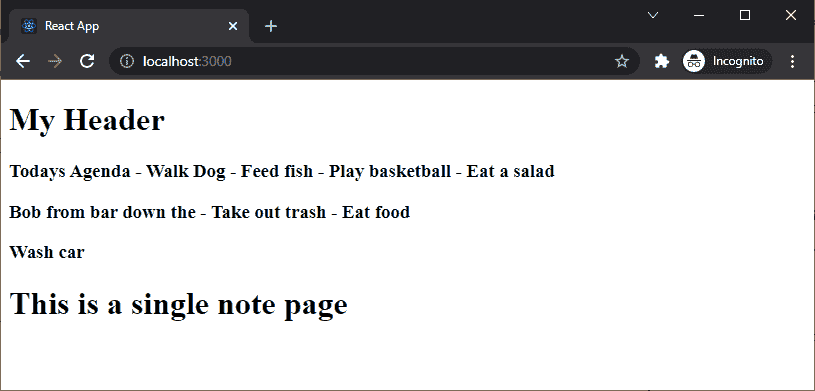 React App
localhost:3000
Incognito
My Header
Todays Agenda - Walk Dog - Feed fish - Play basketball - Eat a salad
Bob from bar down the - Take out trash - Eat food
Wash car
This is a single note page